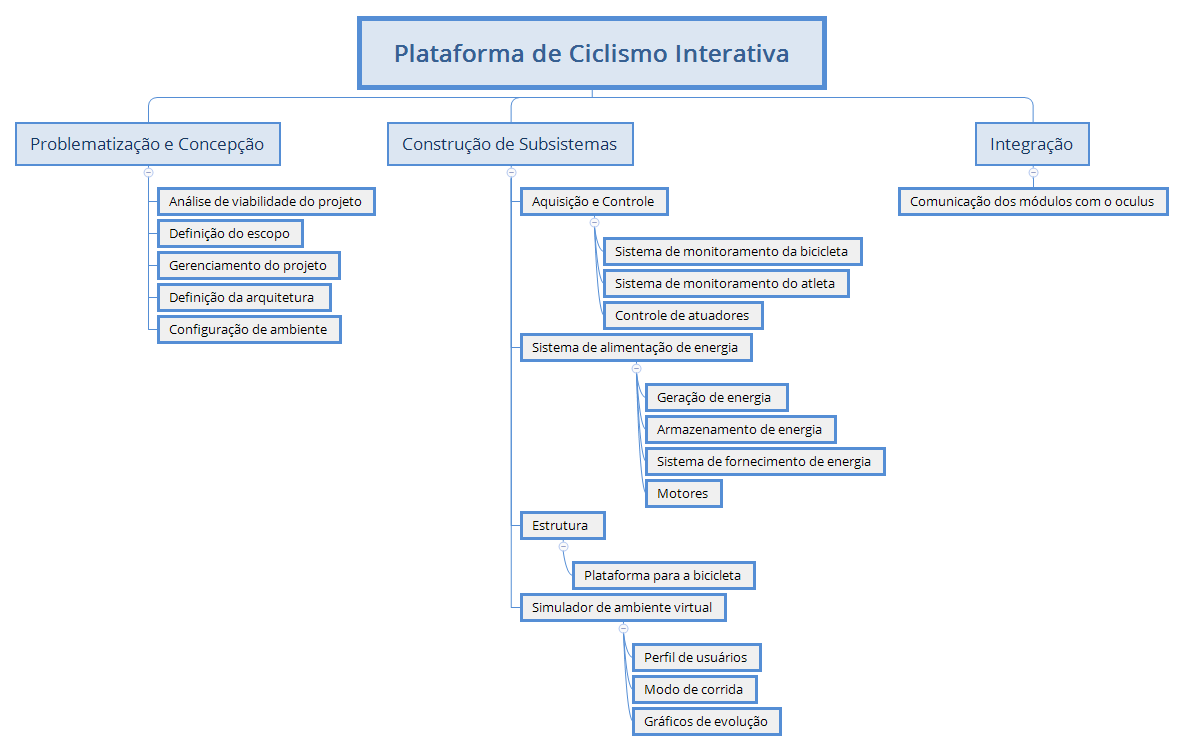 Plataforma de Ciclismo Interativa
Problematização e Concepção
Análise de viabilidade do projeto
Definição do escopo
Gerenciamento do projeto
Definição da arquitetura
Configuração de ambiente
Construção de Subsistemas
Aquisição e Controle
Sistema de monitoramento da bicicleta
Sistema de monitoramento do atleta
Controle de atuadores
Sistema de alimentação de energia
Geração de energia
Armazenamento de energia
Sistema de fornecimento de energia
Motores
Estrutura
Plataforma para a bicicleta
Simulador de ambiente virtual
Perfil de usuários
Modo de corrida
Gráficos de evolução
Integração
Comunicação dos módulos com o oculus